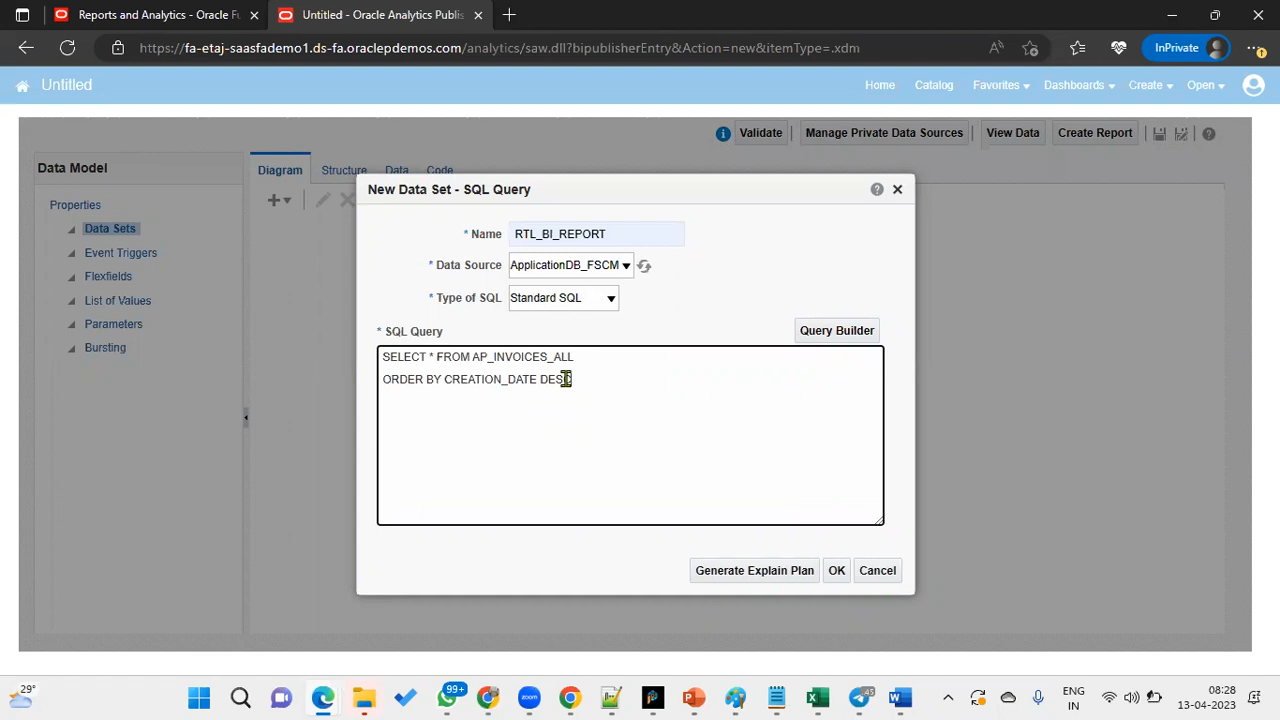 Reports and Analytics - Oracle Fu
Untitled - Oracle Analytics Publis
https://fa-etaj-saasfademo1.ds-fa.oraclepdemos.com/analytics/saw.dll?bipublisherEntry&Action=new&itemType=.xdm
InPrivate
Untitled
Home
Catalog
Favorites
Dashboards
Create
Open
Validate
Manage Private Data Sources
View Data
Create Report
Data Model
Properties
Data Sets
Event Triggers
Flexfields
List of Values
Parameters
Bursting
Diagram
Structure
Data
Code
New Data Set - SQL Query
* Name RTL_BI_REPORT
* Data Source ApplicationDB_FSCM
* Type of SQL Standard SQL
* SQL Query
Query Builder
SELECT * FROM AP_INVOICES_ALL
ORDER BY CREATION_DATE DESC
Generate Explain Plan
OK
Cancel
29°
99+
zoom
45
ENG
IN
08:28
13-04-2023